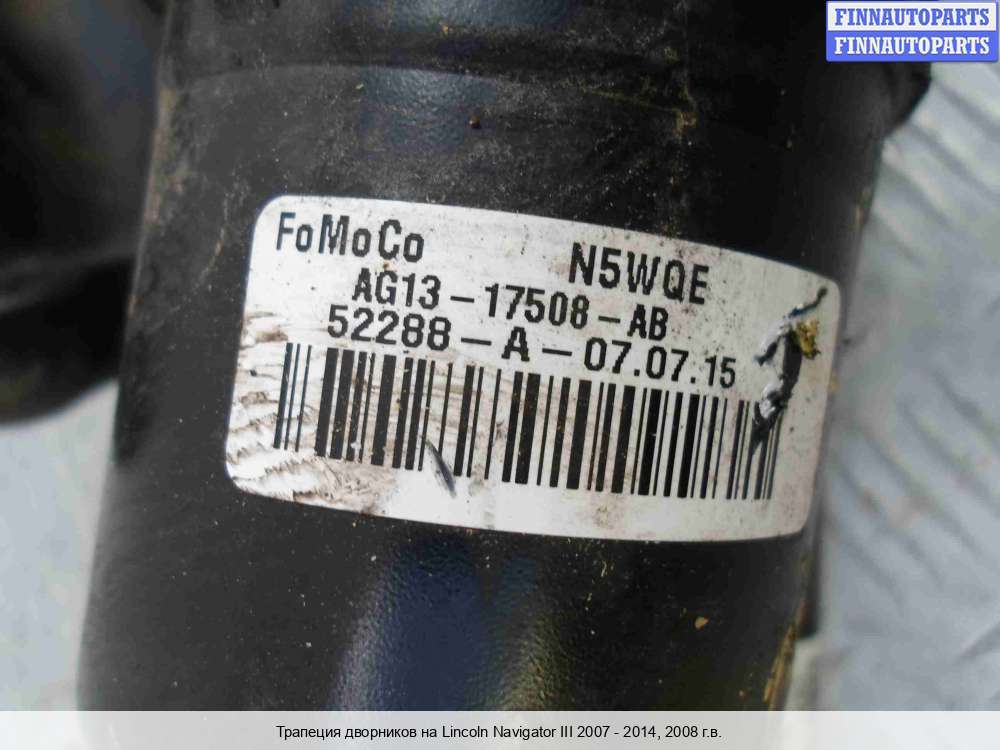 FINNAUTOPARTS
FINNAUTOPARTS
FoMoCo N5WQE
AG13-17508-AB
52288-A-07.07.15
Трапеция дворников на Lincoln Navigator III 2007 - 2014, 2008 г.в.